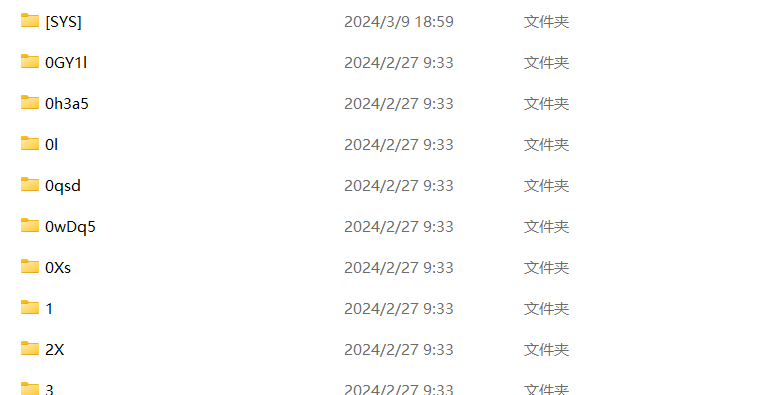 [SYS] 2024/3/9 18:59 文件夹
0GY1l 2024/2/27 9:33 文件夹
0h3a5 2024/2/27 9:33 文件夹
0l 2024/2/27 9:33 文件夹
0qsd 2024/2/27 9:33 文件夹
0wDq5 2024/2/27 9:33 文件夹
0Xs 2024/2/27 9:33 文件夹
1 2024/2/27 9:33 文件夹
2X 2024/2/27 9:33 文件夹
3 2024/2/27 9:33 文件夹